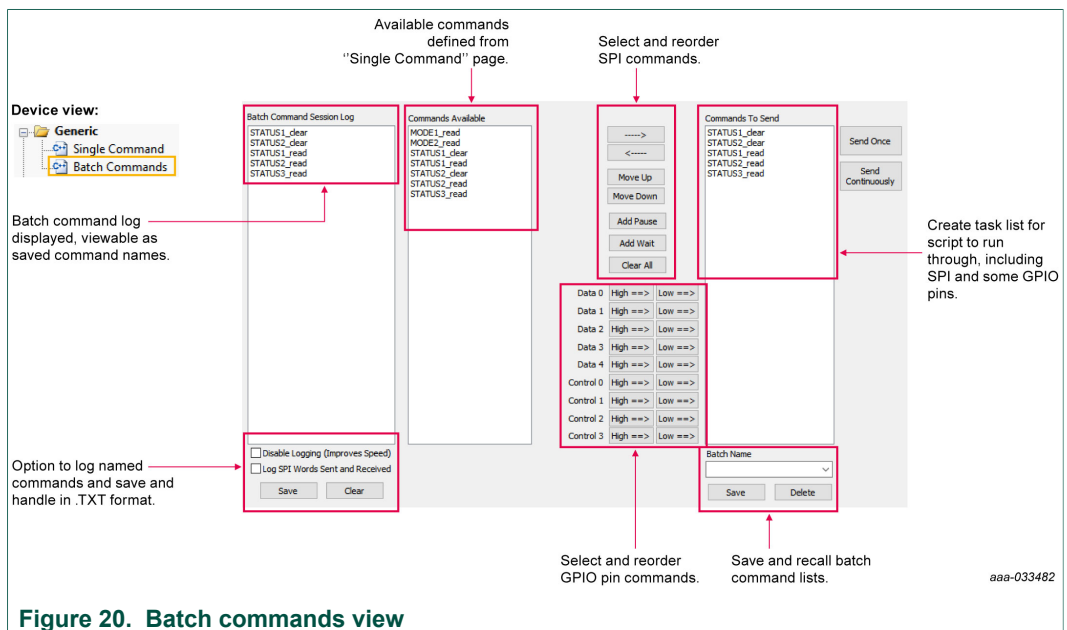 Available commands
defined from
‘‘Single Command’’ page.
Select and reorder
SPI commands.
Device view:
Generic
Single Command
Batch Commands
Batch Command Session Log
STATUS1_clear
STATUS2_clear
STATUS1_read
STATUS2_read
STATUS3_read
Commands Available
MODE1_read
MODE2_read
STATUS1_clear
STATUS1_read
STATUS2_clear
STATUS2_read
STATUS3_read
----->
<-----
Move Up
Move Down
Add Pause
Add Wait
Clear All
Commands To Send
STATUS1_clear
STATUS2_clear
STATUS1_read
STATUS2_read
STATUS3_read
Send Once
Send
Continuously
Batch command log
displayed, viewable as
saved command names.
Create task list for
script to run
through, including
SPI and some GPIO
pins.
Data 0 High ==> Low ==>
Data 1 High ==> Low ==>
Data 2 High ==> Low ==>
Data 3 High ==> Low ==>
Data 4 High ==> Low ==>
Control 0 High ==> Low ==>
Control 1 High ==> Low ==>
Control 2 High ==> Low ==>
Control 3 High ==> Low ==>
Option to log named
commands and save and
handle in .TXT format.
Disable Logging (Improves Speed)
Log SPI Words Sent and Received
Save Clear
Batch Name
Save Delete
Select and reorder
GPIO pin commands.
Save and recall batch
command lists.
aaa-033482
Figure 20. Batch commands view